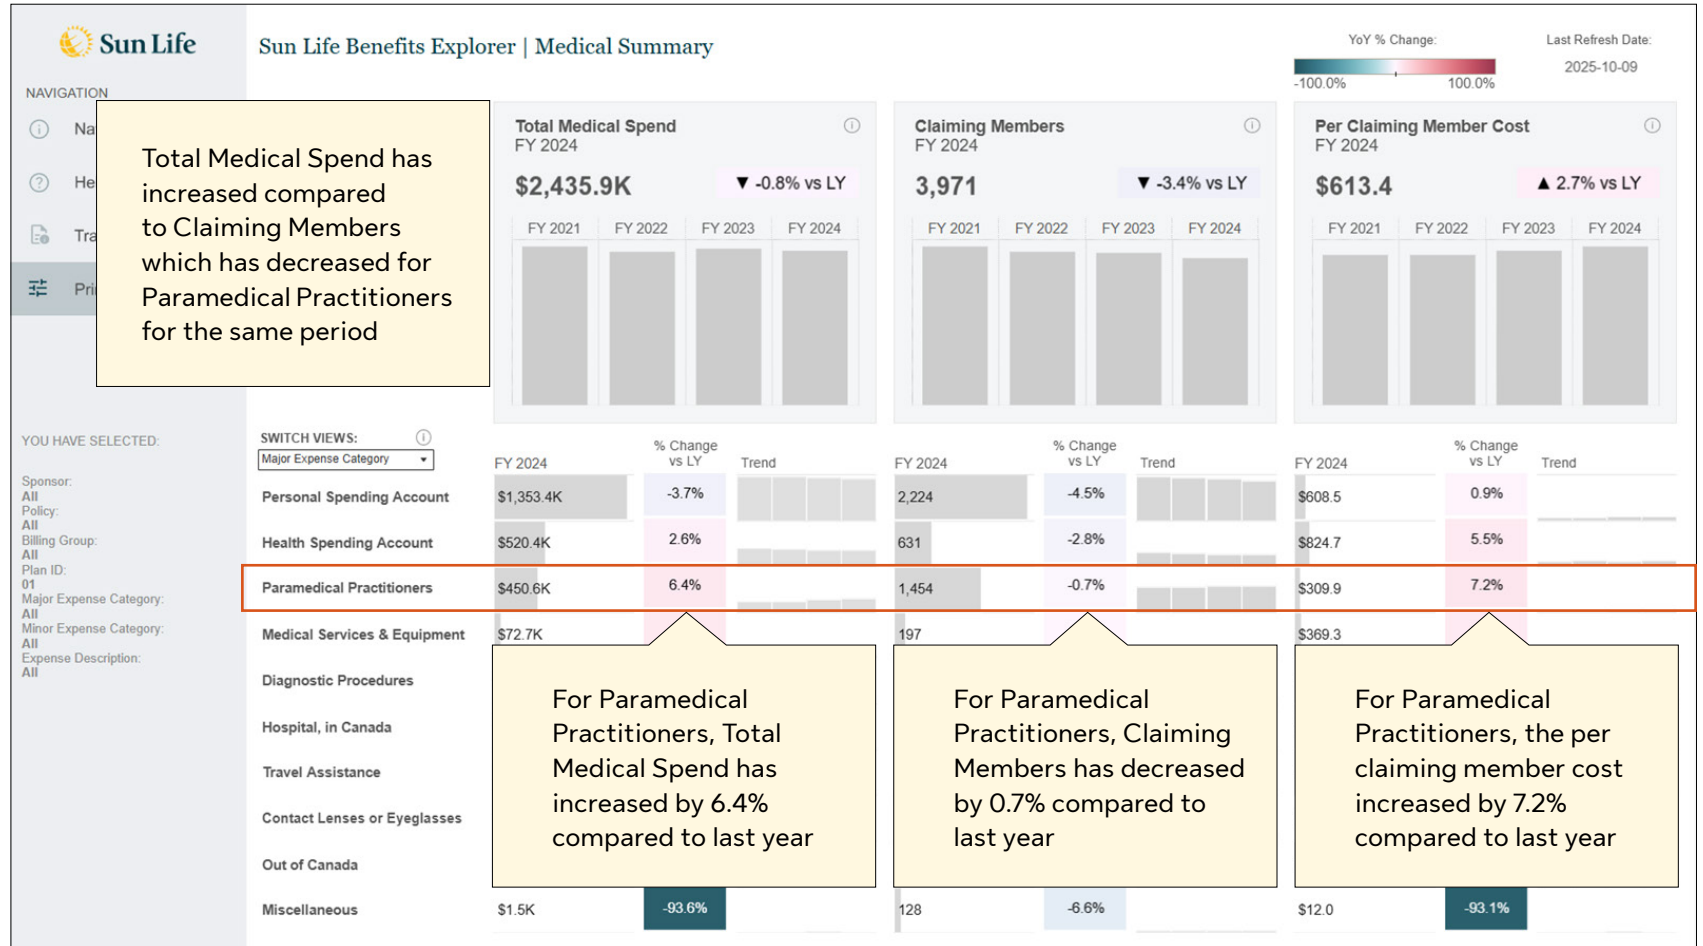 Sun Life
Sun Life Benefits Explorer | Medical Summary
YoY % Change:
-100.0%
100.0%
Last Refresh Date:
2025-10-09
NAVIGATION
Na
He
Tra
Pri
Total Medical Spend has
increased compared
to Claiming Members
which has decreased for
Paramedical Practitioners
for the same period
Total Medical Spend
FY 2024
$2,435.9K
▼ -0.8% vs LY
FY 2021 FY 2022 FY 2023 FY 2024
Claiming Members
FY 2024
3,971
▼ -3.4% vs LY
FY 2021 FY 2022 FY 2023 FY 2024
Per Claiming Member Cost
FY 2024
$613.4
▲ 2.7% vs LY
FY 2021 FY 2022 FY 2023 FY 2024
YOU HAVE SELECTED:
Sponsor:
All
Policy:
All
Billing Group:
All
Plan ID:
01
Major Expense Category:
All
Minor Expense Category:
All
Expense Description:
All
SWITCH VIEWS:
Major Expense Category
FY 2024 % Change vs LY Trend FY 2024 % Change vs LY Trend FY 2024 % Change vs LY Trend
Personal Spending Account $1,353.4K -3.7% 2,224 -4.5% $608.5 0.9%
Health Spending Account $520.4K 2.6% 631 -2.8% $824.7 5.5%
Paramedical Practitioners $450.6K 6.4% 1,454 -0.7% $309.9 7.2%
Medical Services & Equipment $72.7K 197 $369.3
Diagnostic Procedures
Hospital, in Canada
Travel Assistance
Contact Lenses or Eyeglasses
Out of Canada
Miscellaneous $1.5K -93.6% 128 -6.6% $12.0 -93.1%
For Paramedical
Practitioners, Total
Medical Spend has
increased by 6.4%
compared to last year
For Paramedical
Practitioners, Claiming
Members has decreased
by 0.7% compared to
last year
For Paramedical
Practitioners, the per
claiming member cost
increased by 7.2%
compared to last year